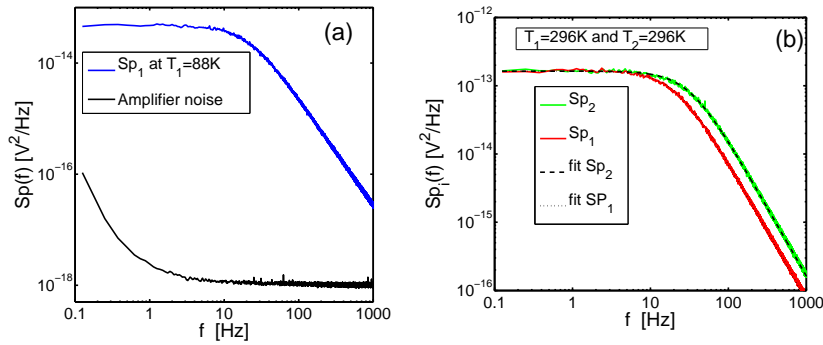 (a)
Sp1 at T1=88K
Amplifier noise
Sp(f) [V²/Hz]
10⁻¹⁴
10⁻¹⁶
10⁻¹⁸
0.1
1
10
100
1000
f [Hz]
(b)
T1=296K and T2=296K
Sp2
Sp1
fit Sp2
fit SP1
Spi(f) [V²/Hz]
10⁻¹²
10⁻¹³
10⁻¹⁴
10⁻¹⁵
10⁻¹⁶
0.1
1
10
100
1000
f [Hz]